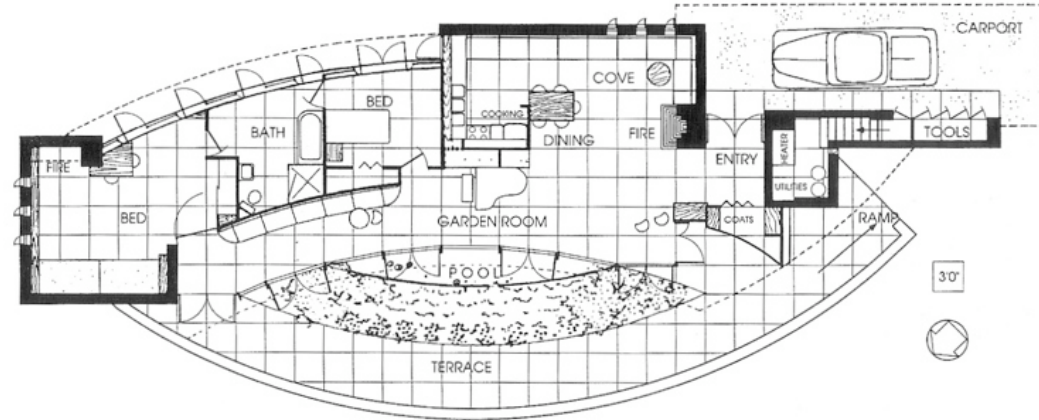 CARPORT
COVE
BED
COOKING
BATH
DINING
FIRE
TOOLS
HEATER
ENTRY
FIRE
UTILITIES
BED
GARDEN ROOM
COATS
RAMP
POOL
3'0"
TERRACE